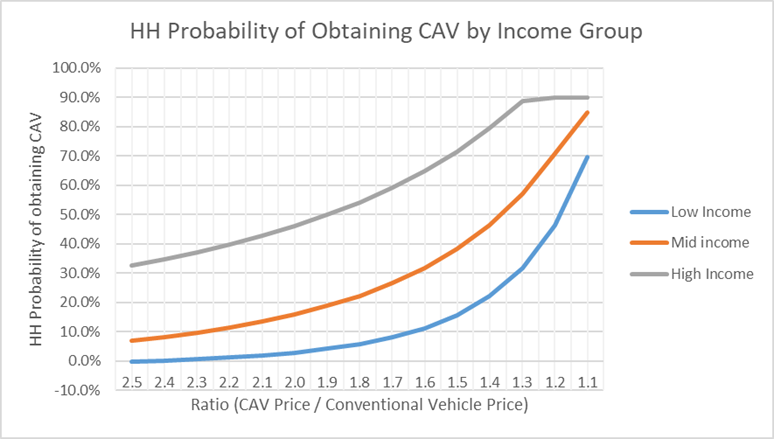 HH Probability of Obtaining CAV by Income Group
HH Probability of obtaining CAV
100.0%
90.0%
80.0%
70.0%
60.0%
50.0%
40.0%
30.0%
20.0%
10.0%
0.0%
-10.0%
2.5 2.4 2.3 2.2 2.1 2.0 1.9 1.8 1.7 1.6 1.5 1.4 1.3 1.2 1.1
Ratio (CAV Price / Conventional Vehicle Price)
Low Income
Mid income
High Income